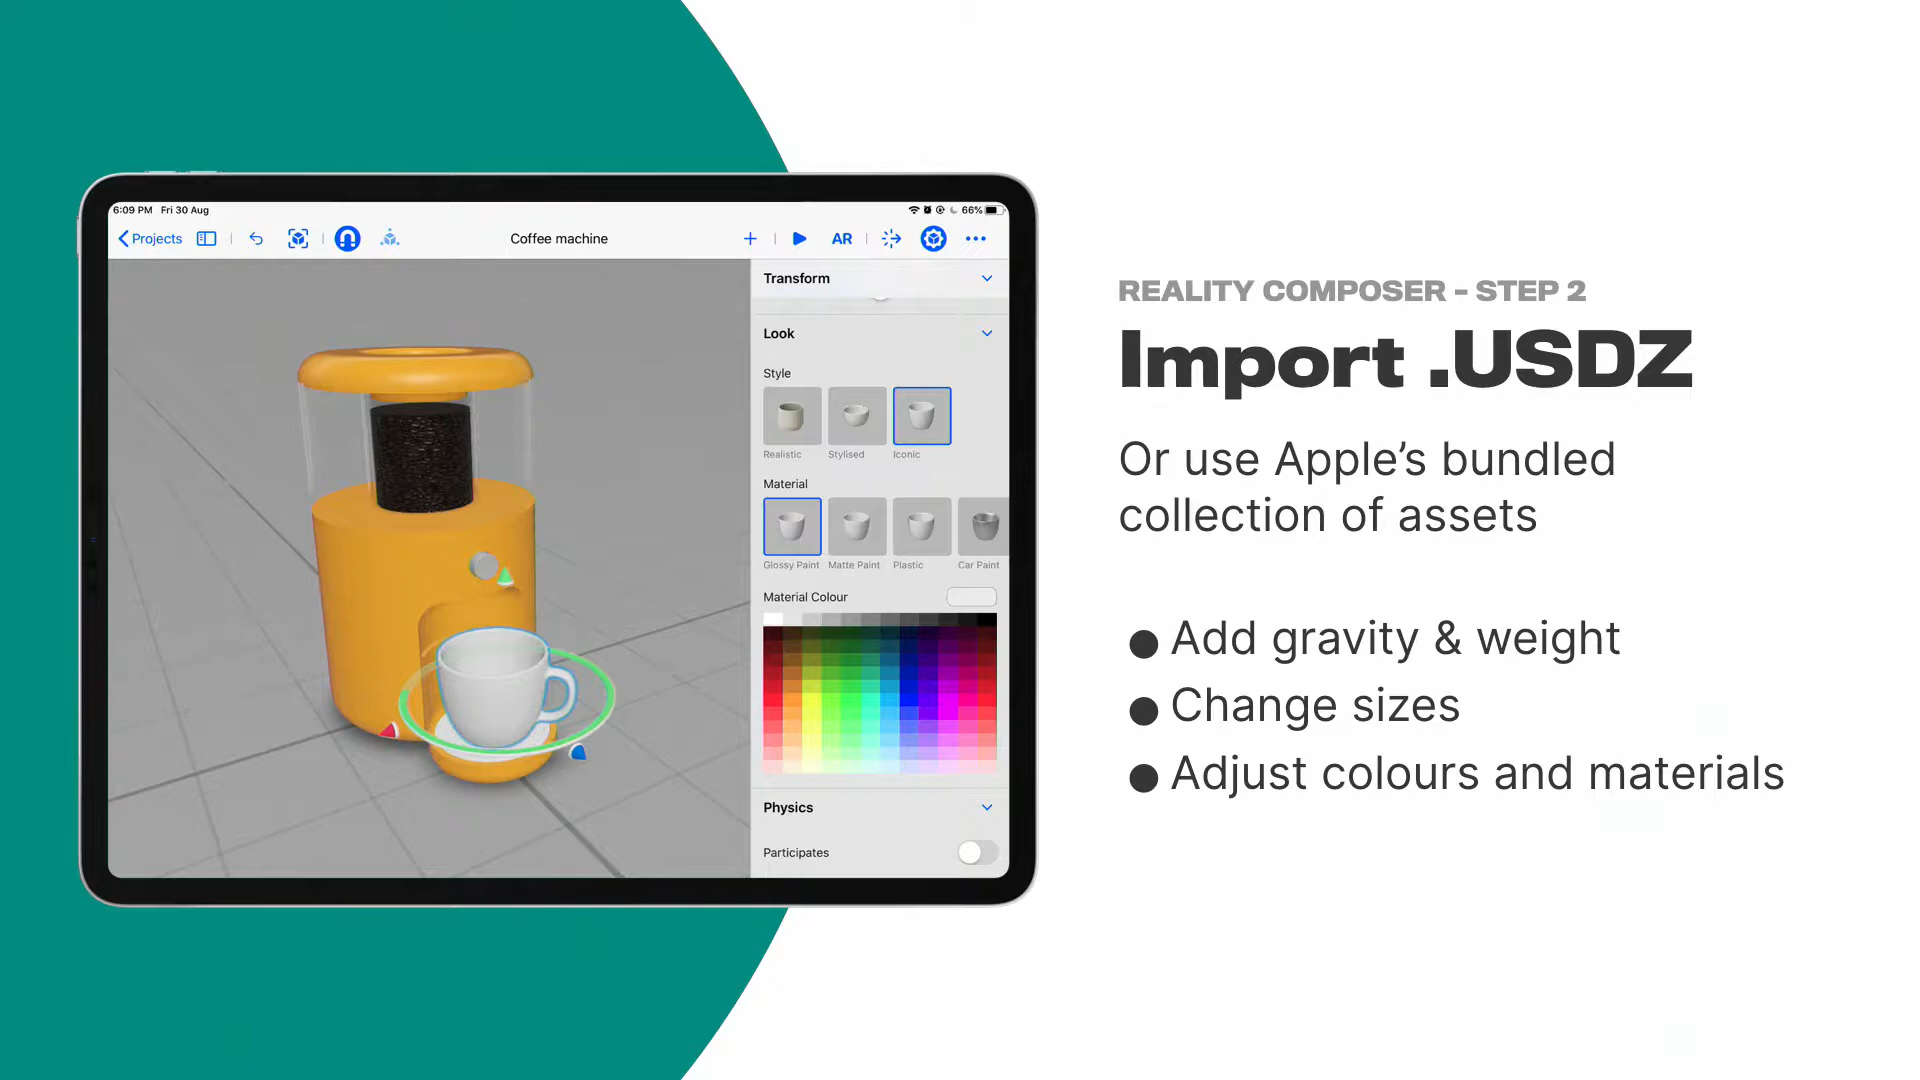 6:09 PM Fri 30 Aug
66%
Projects
Coffee machine
AR
Transform
Look
Style
Realistic Stylised Iconic
Material
Glossy Paint Matte Paint Plastic Car Paint
Material Colour
Physics
Participates
REALITY COMPOSER - STEP 2
Import .USDZ
Or use Apple’s bundled
collection of assets
Add gravity & weight
Change sizes
Adjust colours and materials